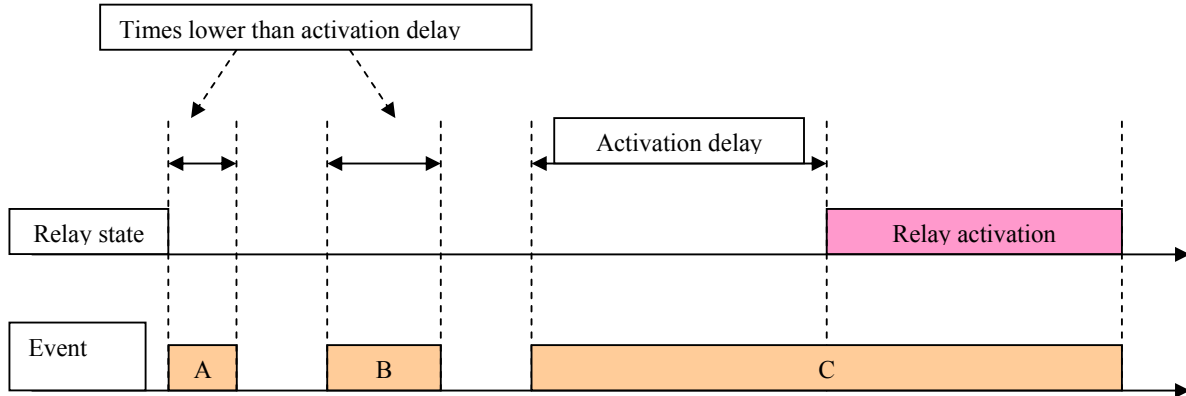 Times lower than activation delay
Activation delay
Relay state
Relay activation
Event
A
B
C